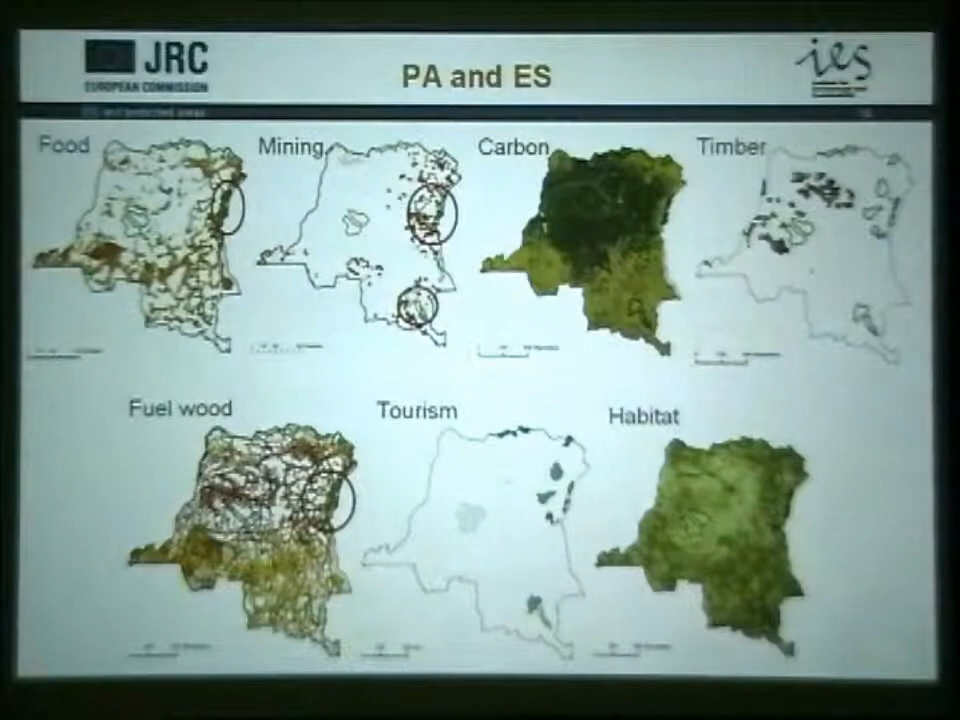 JRC
EUROPEAN COMMISSION
PA and ES
ies
Food
Mining
Carbon
Timber
Fuel wood
Tourism
Habitat